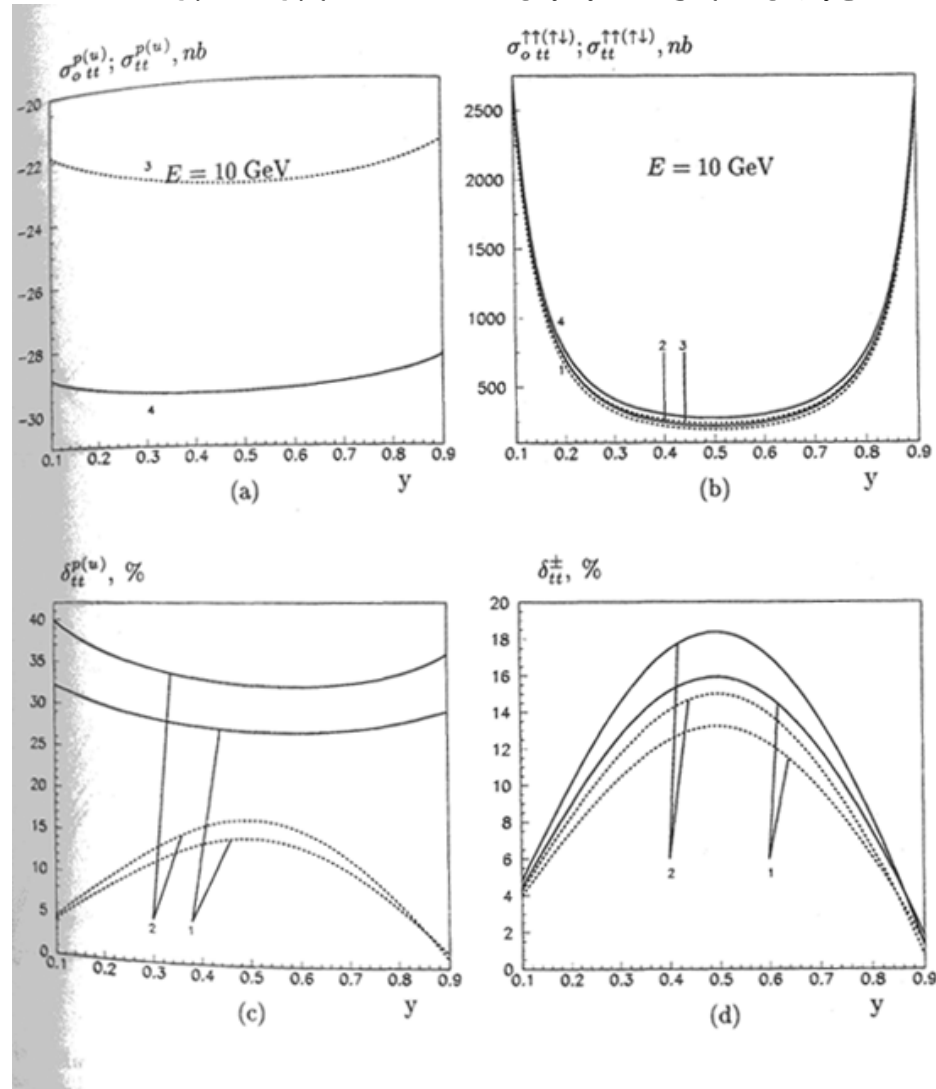 σ_{o tt}^{p(u)}; σ_{tt}^{p(u)}, nb
-20
-22
-24
-26
-28
-30
3
E = 10 GeV
4
0.1 0.2 0.3 0.4 0.5 0.6 0.7 0.8 0.9
y
(a)
σ_{o tt}^{↑↑(↑↓)}; σ_{tt}^{↑↑(↑↓)}, nb
2500
2000
1500
1000
500
E = 10 GeV
4
1
2 3
0.1 0.2 0.3 0.4 0.5 0.6 0.7 0.8 0.9
y
(b)
δ_{tt}^{p(u)}, %
40
35
30
25
20
15
10
5
0
2 1
0.1 0.2 0.3 0.4 0.5 0.6 0.7 0.8 0.9
y
(c)
δ_{tt}^{±}, %
20
18
16
14
12
10
8
6
4
2
0
2 1
0.1 0.2 0.3 0.4 0.5 0.6 0.7 0.8 0.9
y
(d)